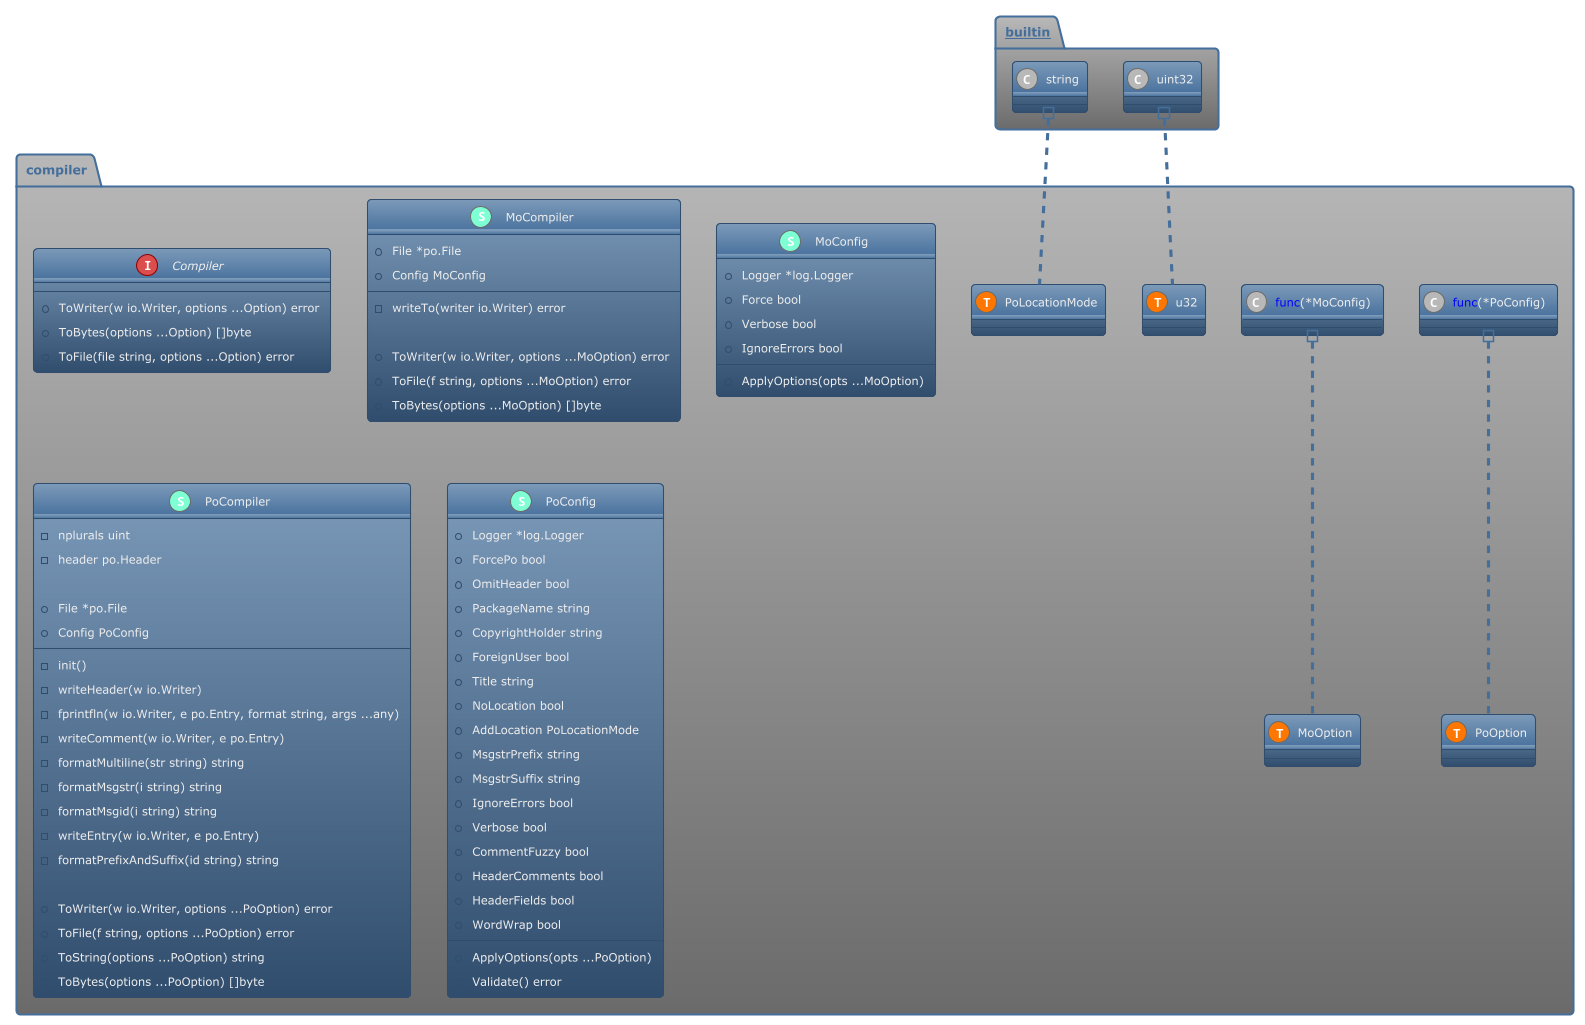 builtin
C string
C uint32
compiler
I Compiler
ToWriter(w io.Writer, options ...Option) error
ToBytes(options ...Option) []byte
ToFile(file string, options ...Option) error
S MoCompiler
File *po.File
Config MoConfig
writeTo(writer io.Writer) error
ToWriter(w io.Writer, options ...MoOption) error
ToFile(f string, options ...MoOption) error
ToBytes(options ...MoOption) []byte
S MoConfig
Logger *log.Logger
Force bool
Verbose bool
IgnoreErrors bool
ApplyOptions(opts ...MoOption)
T PoLocationMode
T u32
C func(*MoConfig)
C func(*PoConfig)
S PoCompiler
nplurals uint
header po.Header
File *po.File
Config PoConfig
init()
writeHeader(w io.Writer)
fprintfln(w io.Writer, e po.Entry, format string, args ...any)
writeComment(w io.Writer, e po.Entry)
formatMultiline(str string) string
formatMsgstr(i string) string
formatMsgid(i string) string
writeEntry(w io.Writer, e po.Entry)
formatPrefixAndSuffix(id string) string
ToWriter(w io.Writer, options ...PoOption) error
ToFile(f string, options ...PoOption) error
ToString(options ...PoOption) string
ToBytes(options ...PoOption) []byte
S PoConfig
Logger *log.Logger
ForcePo bool
OmitHeader bool
PackageName string
CopyrightHolder string
ForeignUser bool
Title string
NoLocation bool
AddLocation PoLocationMode
MsgstrPrefix string
MsgstrSuffix string
IgnoreErrors bool
Verbose bool
CommentFuzzy bool
HeaderComments bool
HeaderFields bool
WordWrap bool
ApplyOptions(opts ...PoOption)
Validate() error
T MoOption
T PoOption